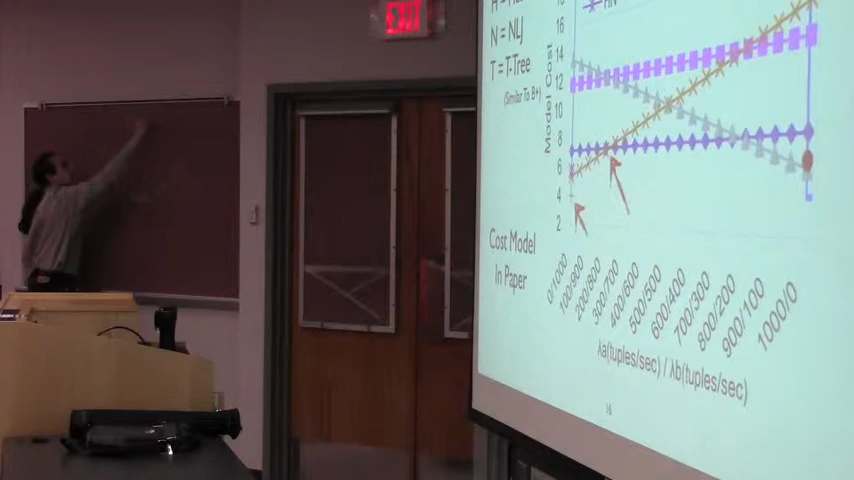 EXIT
N = NLJ
T = T-Tree
(Similar To B+)
Model Cost
16
14
12
10
8
6
4
2
Cost Model
In Paper
0/1000
100/900
200/800
300/700
400/600
500/500
600/400
700/300
800/200
900/100
1000/0
λa(tuples/sec) / λb(tuples/sec)
16